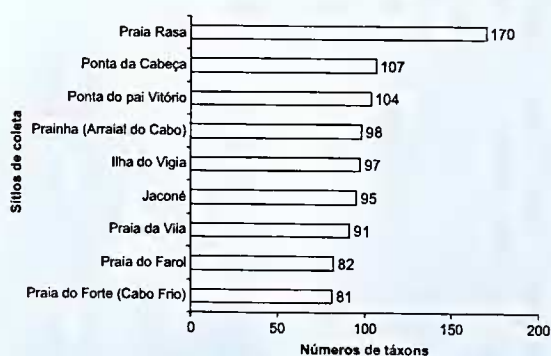 Sítios de coleta
Praia Rasa 170
Ponta da Cabeça 107
Ponta do pai Vitório 104
Prainha (Arraial do Cabo) 98
Ilha do Vigia 97
Jaconé 95
Praia da Vila 91
Praia do Farol 82
Praia do Forte (Cabo Frio) 81
0 50 100 150 200
Números de táxons